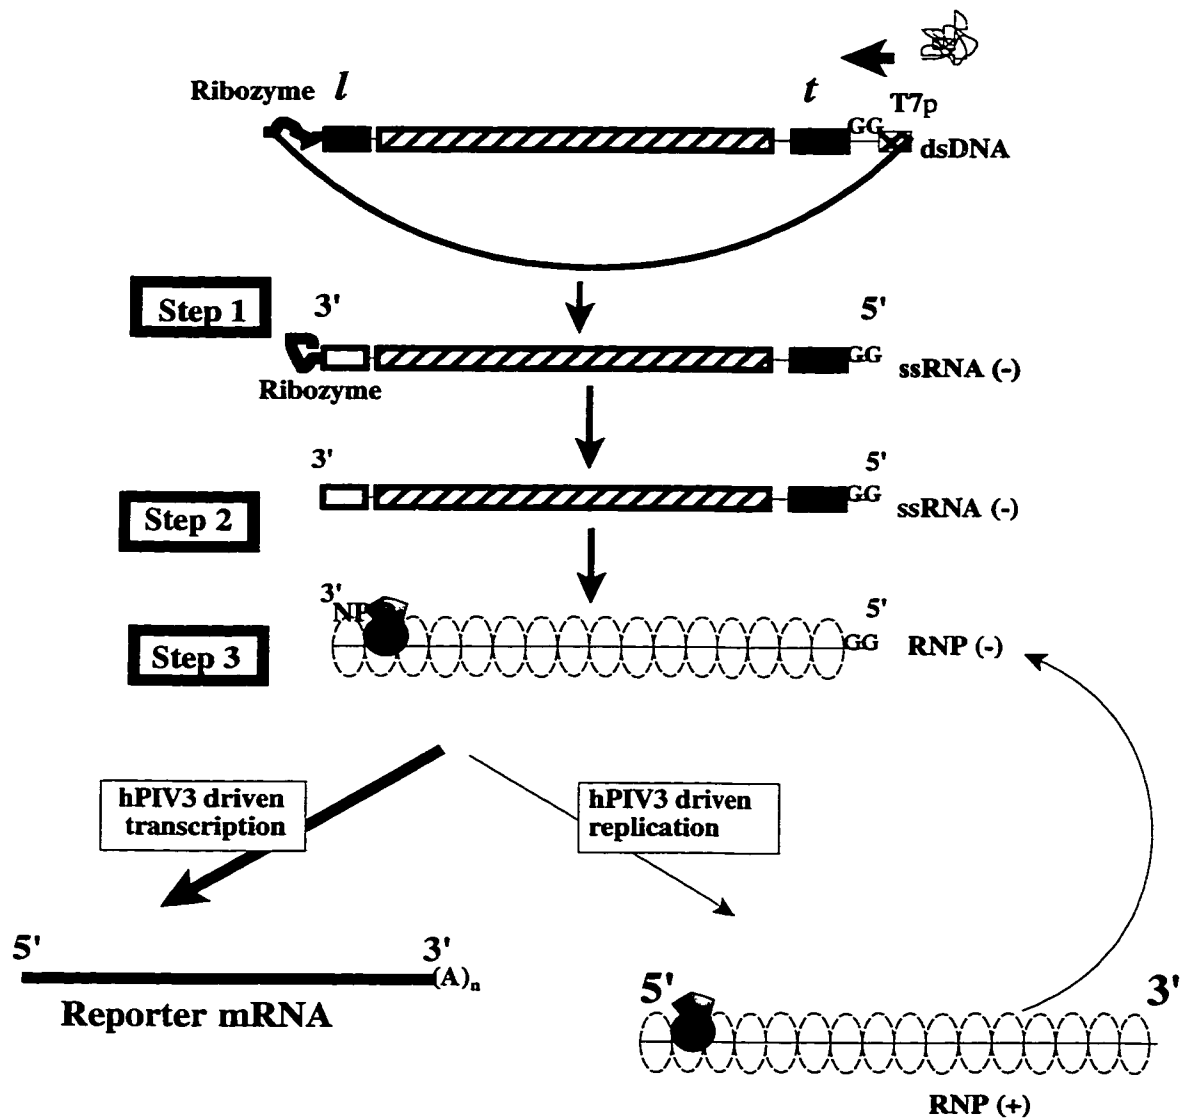 Ribozyme
l
t
T7p
GG
dsDNA
Step 1
3'
5'
GG
ssRNA (-)
Ribozyme
3'
5'
Step 2
GG
ssRNA (-)
3'
NP
5'
Step 3
GG
RNP (-)
hPIV3 driven
transcription
hPIV3 driven
replication
5'
3'
(A)n
Reporter mRNA
5'
3'
RNP (+)